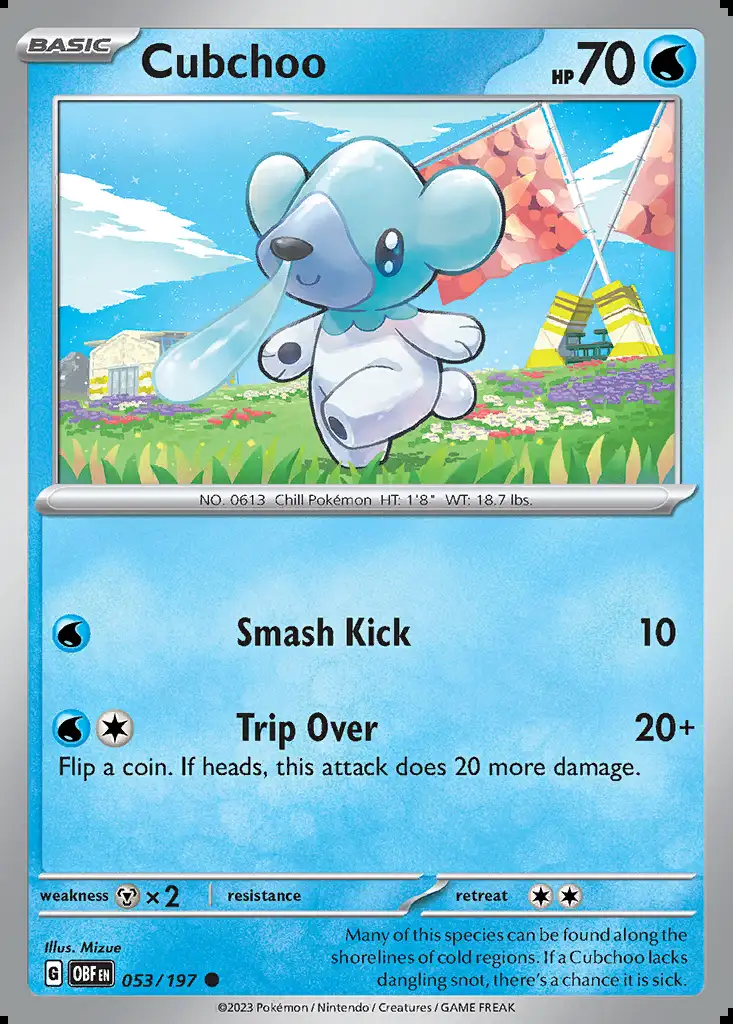 BASIC
Cubchoo
HP 70
NO. 0613 Chill Pokémon HT: 1'8" WT: 18.7 lbs.
Smash Kick 10
Trip Over 20+
Flip a coin. If heads, this attack does 20 more damage.
weakness ×2 resistance retreat
Illus. Mizue
Many of this species can be found along the
shorelines of cold regions. If a Cubchoo lacks
dangling snot, there's a chance it is sick.
G OBF EN 053/197
©2023 Pokémon / Nintendo / Creatures / GAME FREAK